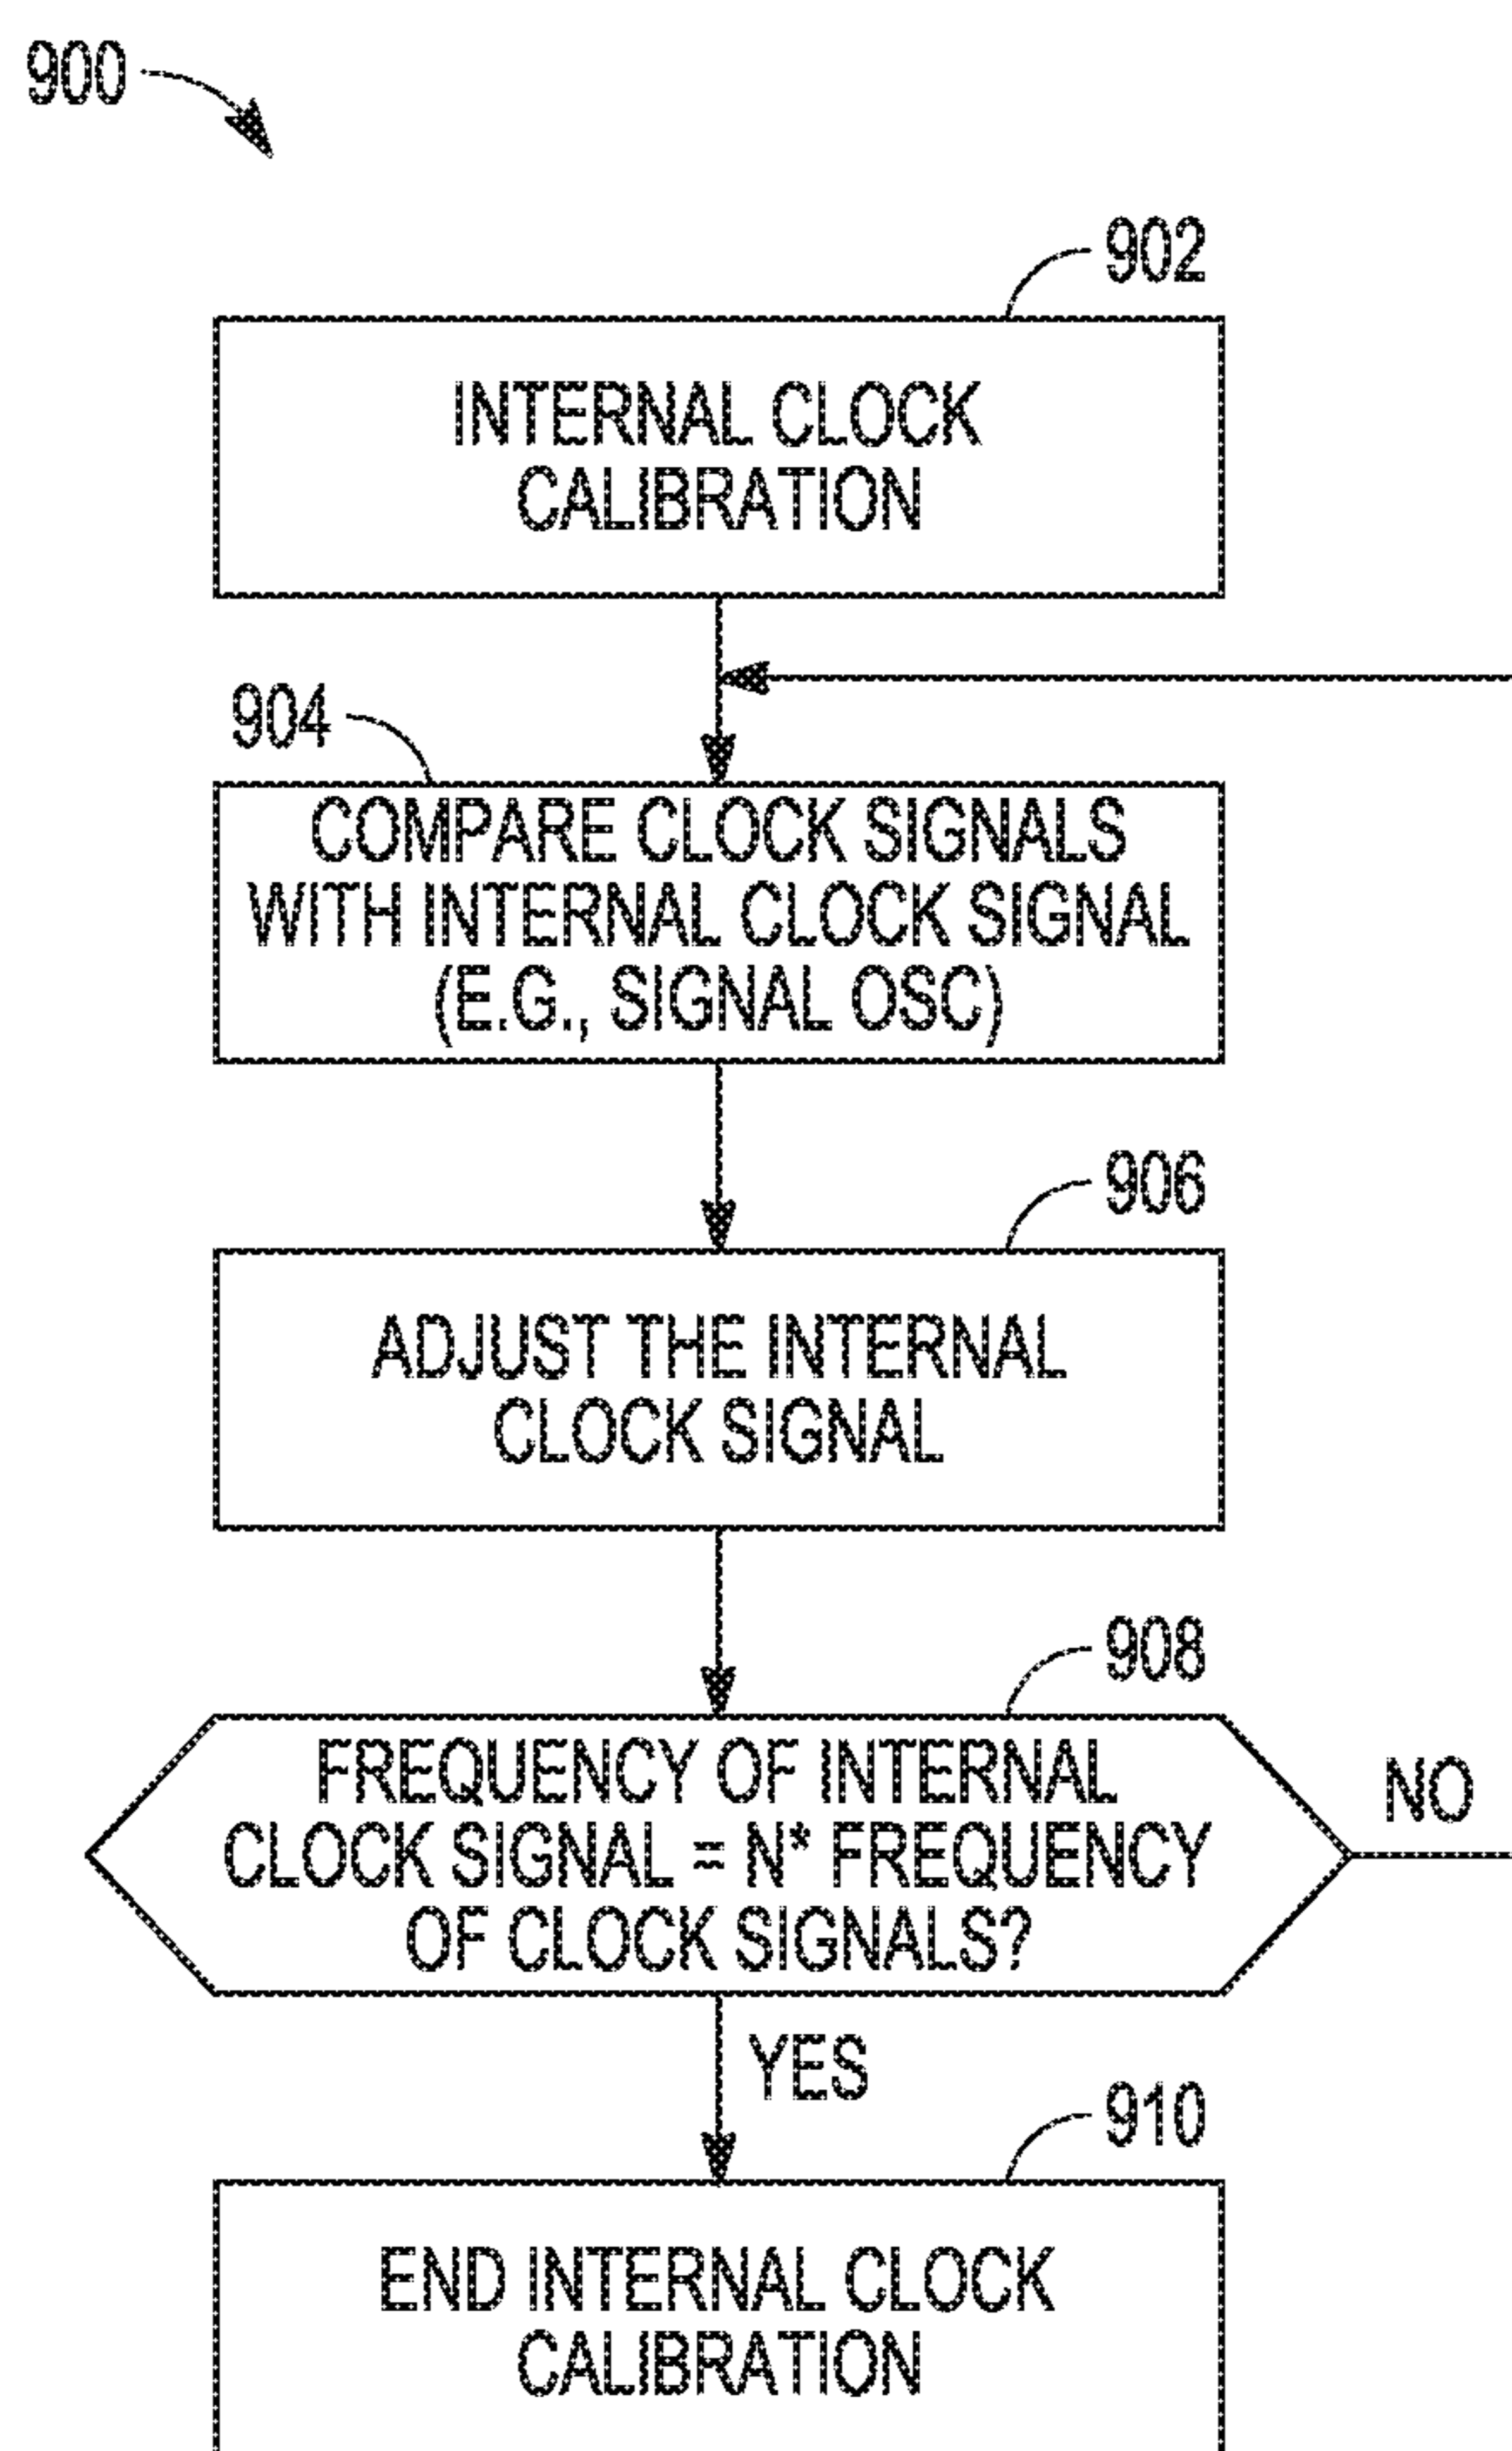 900
902
INTERNAL CLOCK
CALIBRATION
904
COMPARE CLOCK SIGNALS
WITH INTERNAL CLOCK SIGNAL
(E.G., SIGNAL OSC)
906
ADJUST THE INTERNAL
CLOCK SIGNAL
908
FREQUENCY OF INTERNAL
CLOCK SIGNAL = N* FREQUENCY
OF CLOCK SIGNALS?
NO
YES
910
END INTERNAL CLOCK
CALIBRATION